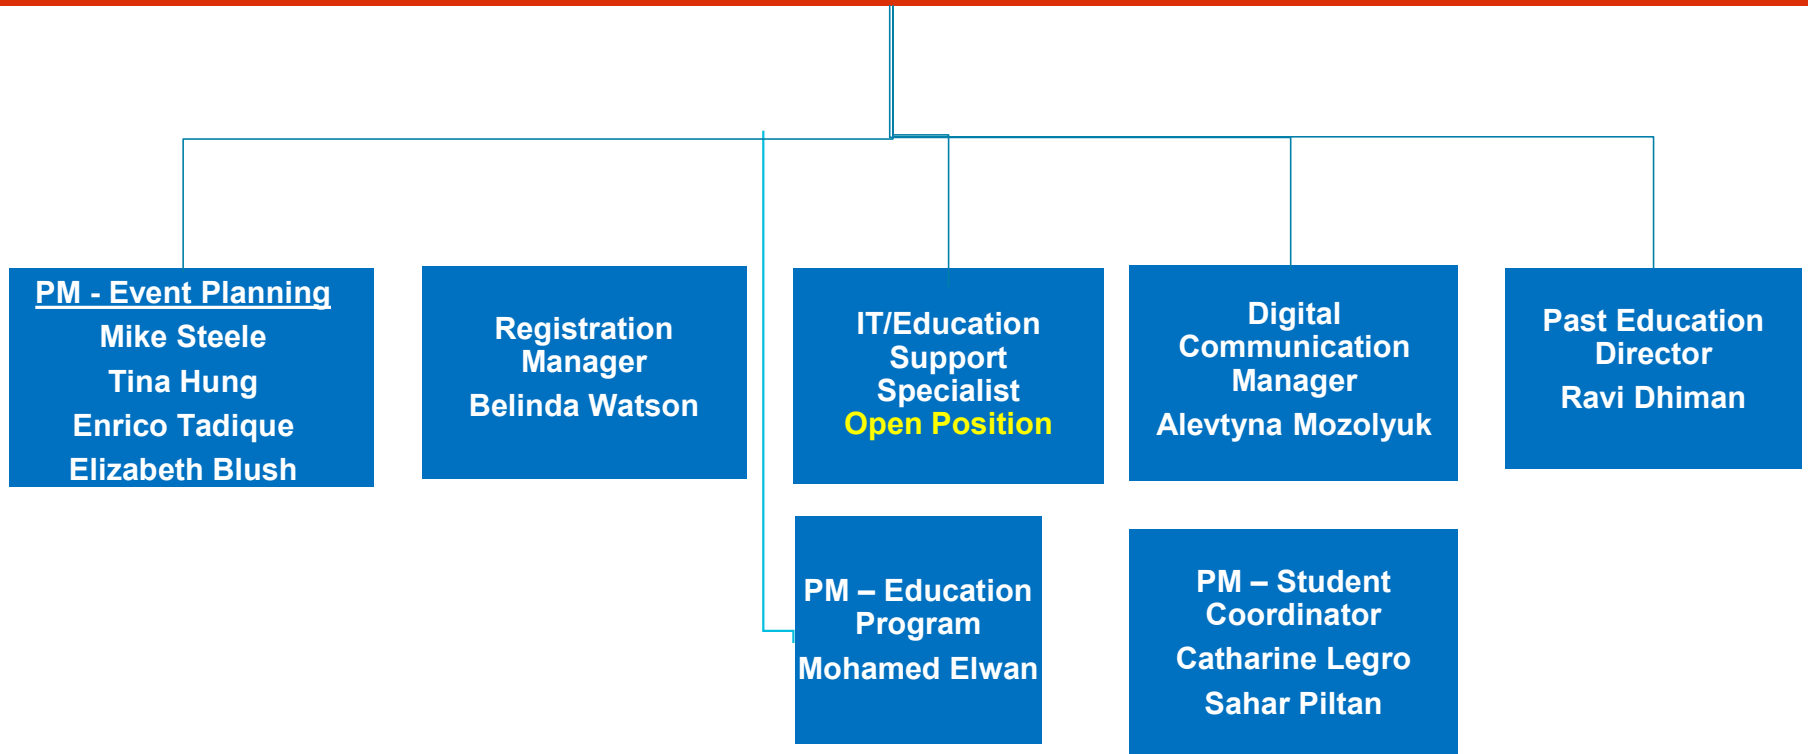 PM - Event Planning
Mike Steele
Tina Hung
Enrico Tadique
Elizabeth Blush
Registration
Manager
Belinda Watson
IT/Education
Support
Specialist
Open Position
Digital
Communication
Manager
Alevtyna Mozolyuk
Past Education
Director
Ravi Dhiman
PM – Education
Program
Mohamed Elwan
PM – Student
Coordinator
Catharine Legro
Sahar Piltan